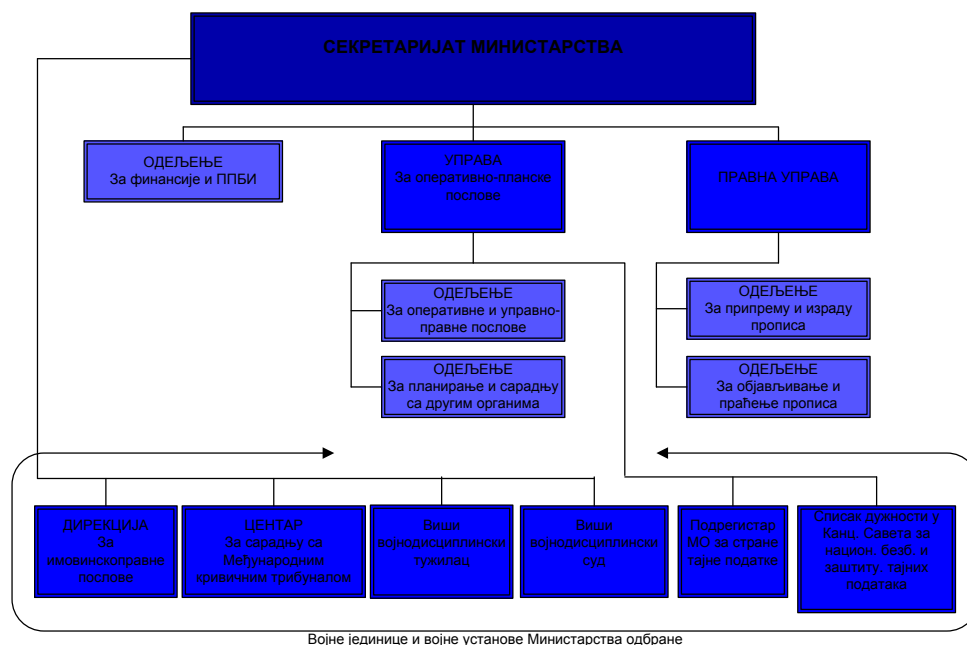 СЕКРЕТАРИЈАТ МИНИСТАРСТВА
ОДЕЉЕЊЕ
За финансије и ППБИ
УПРАВА
За оперативно-планске
послове
ПРАВНА УПРАВА
ОДЕЉЕЊЕ
За оперативне и управно-
правне послове
ОДЕЉЕЊЕ
За припрему и израду
прописа
ОДЕЉЕЊЕ
За планирање и сарадњу
са другим органима
ОДЕЉЕЊЕ
За објављивање и
праћење прописа
ДИРЕКЦИЈА
За
имовинскоправне
послове
ЦЕНТАР
За сарадњу са
Међународним
кривичним трибуналом
Виши
војнодисциплински
тужилац
Виши
војнодисциплински
суд
Подрегистар
МО за стране
тајне податке
Списак дужности у
Канц. Савета за
национ. безб. и
заштиту. тајних
података
Војне јединице и војне установе Министарства одбране